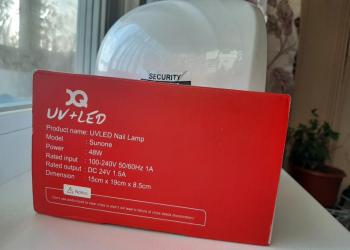 SECURITY
UV+LED
Product name: UVLED Nail Lamp
Model : Sunone
Power : 48W
Rated input : 100-240V 50/60Hz 1A
Rated output : DC 24V 1.5A
Dimension : 15cm x 19cm x 8.5cm
Notice